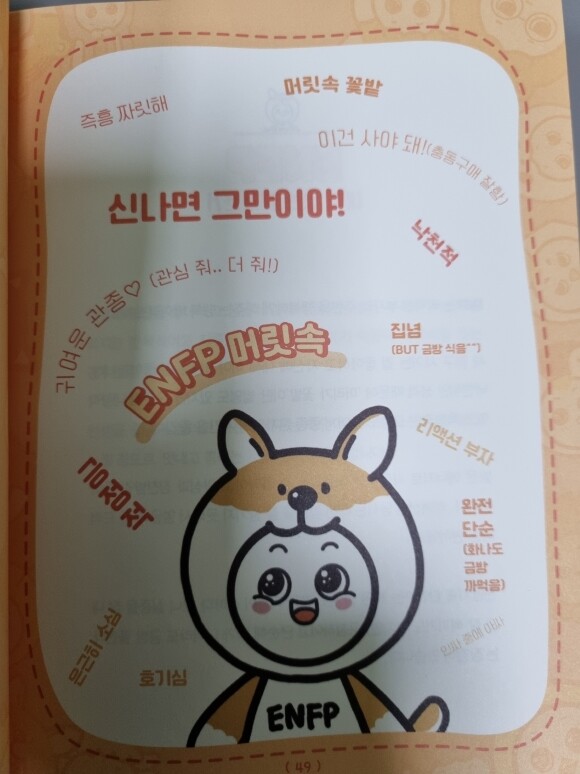 머릿속 꽃밭
즉흥 짜릿해
이건 사야 돼!(충동구매 절함)
신나면 그만이야!
낙천적
귀여운 관종♡ (관심 줘.. 더 줘!)
ENFP 머릿속
집념
(BUT 금방 식음^^)
리액션 부자
긍정적
완전
단순
(화나도
금방
까먹음)
은근히 소심
호기심
ENFP
( 49 )